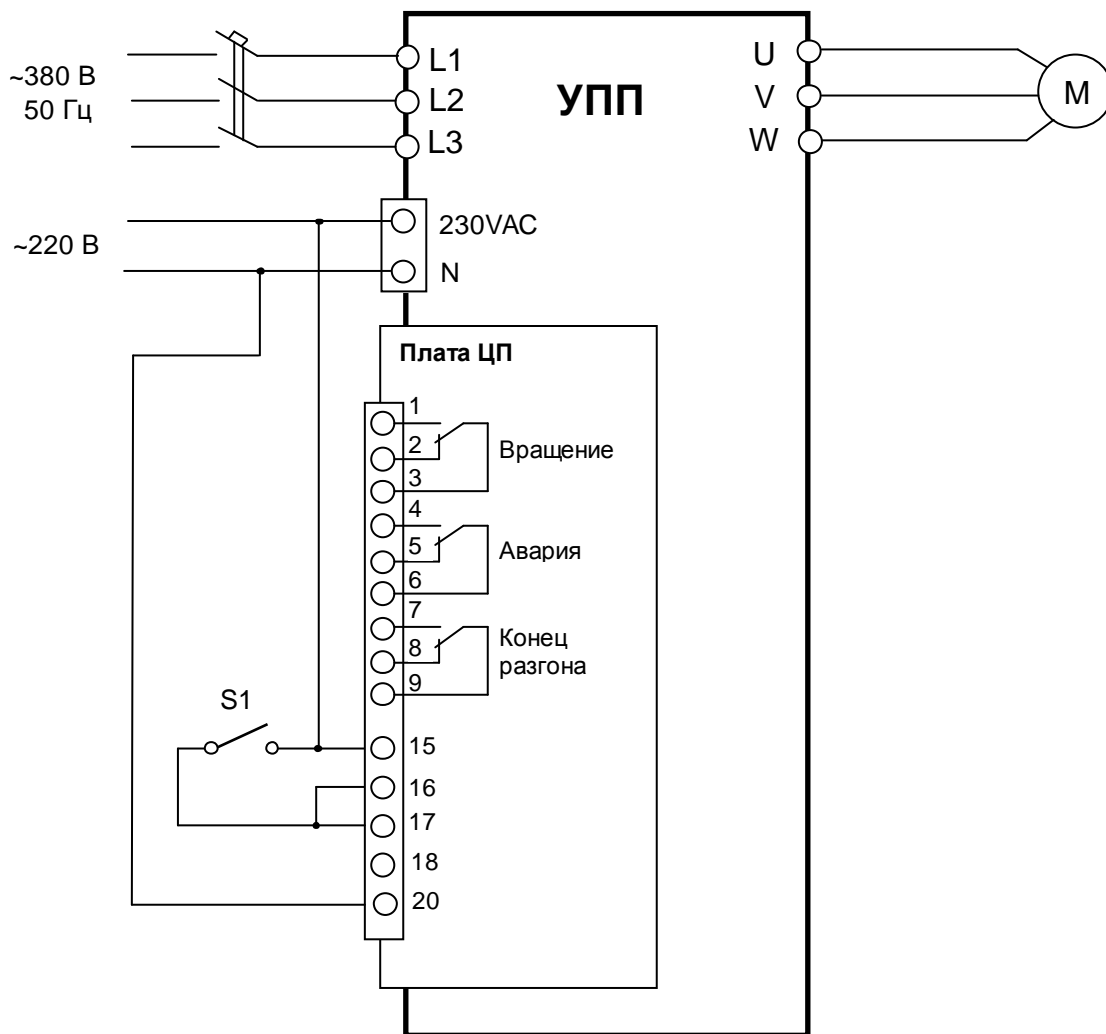 ~380 В
50 Гц
L1
L2
L3
УПП
U
V
W
M
~220 В
230VAC
N
Плата ЦП
1
2
3
Вращение
4
5
6
Авария
7
8
9
Конец
разгона
S1
15
16
17
18
20